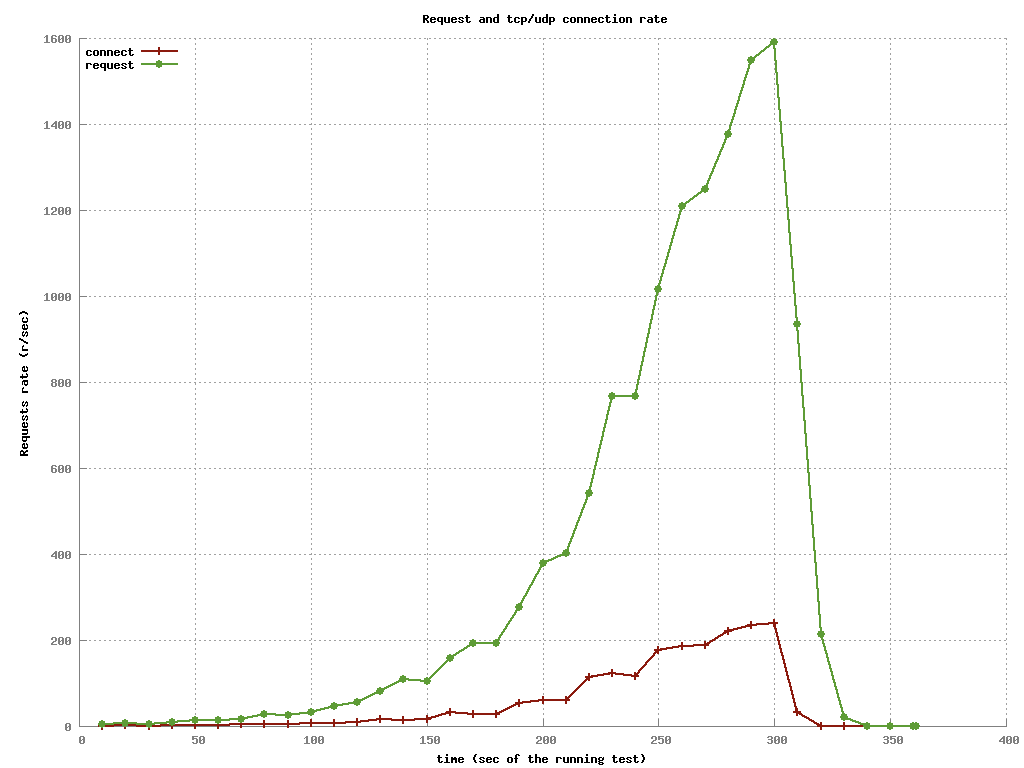 Request and tcp/udp connection rate
connect
request
1600
1400
1200
1000
800
600
400
200
0
Requests rate (r/sec)
0 50 100 150 200 250 300 350 400
time (sec of the running test)